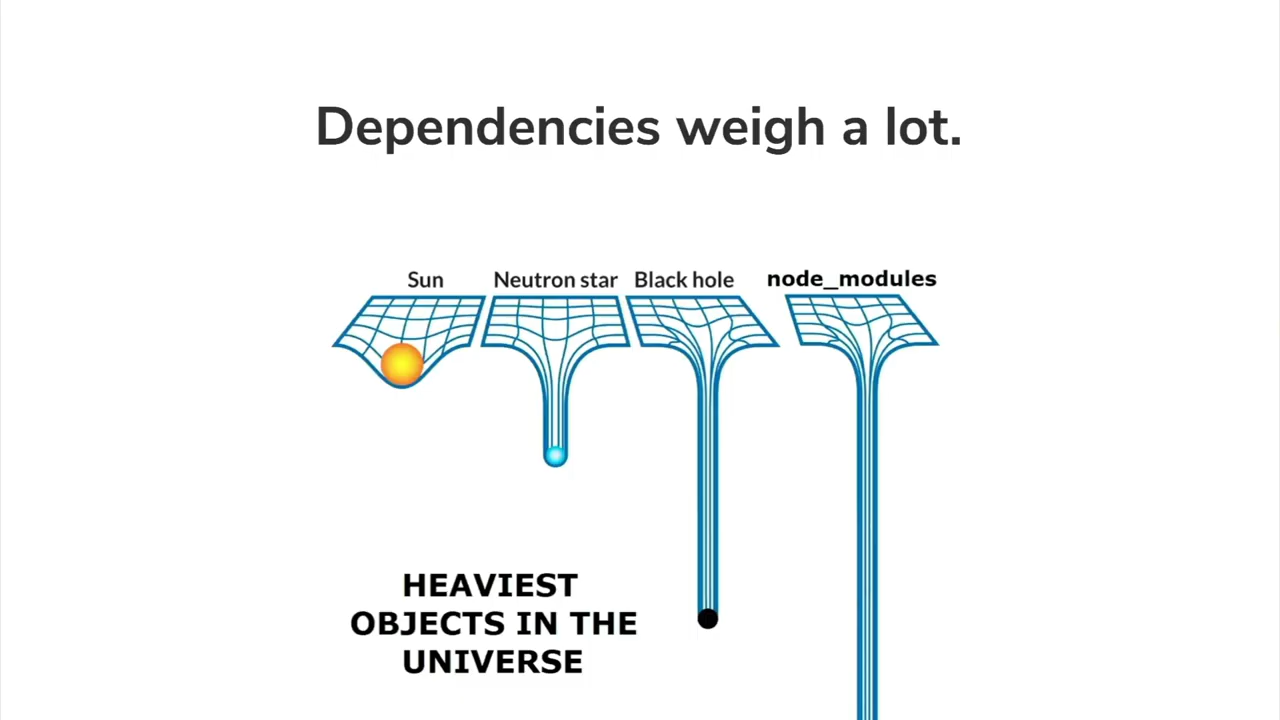 Dependencies weigh a lot.
Sun
Neutron star
Black hole
node_modules
HEAVIEST
OBJECTS IN THE
UNIVERSE